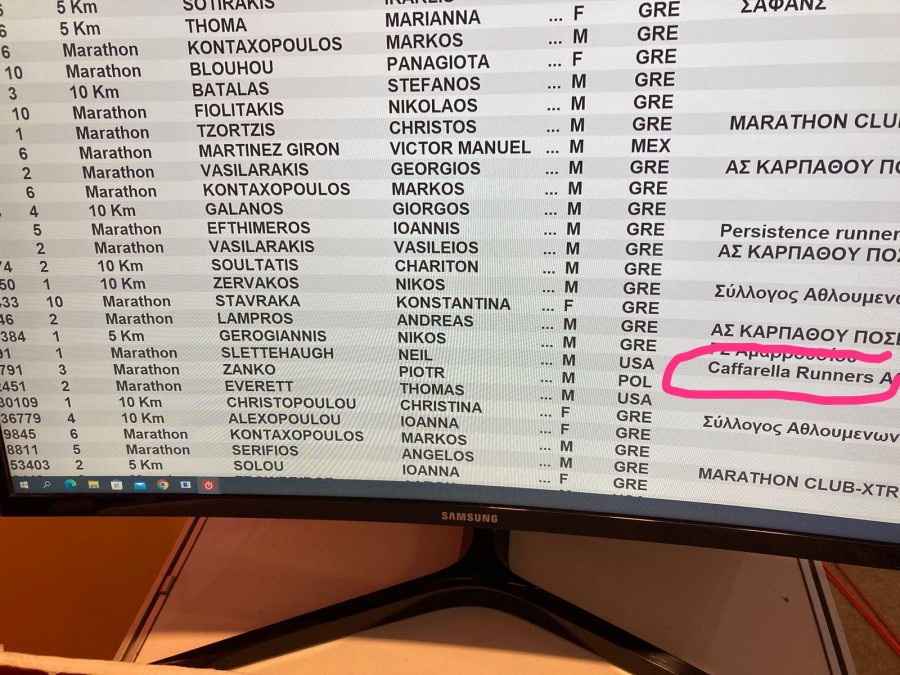 5 Km SOTIRAKIS IRAKLIS GRE ΣΑΦΑΝΣ
6 5 Km THOMA MARIANNA ... F GRE
6 Marathon KONTAXOPOULOS MARKOS ... M GRE
10 Marathon BLOUHOU PANAGIOTA ... F GRE
3 10 Km BATALAS STEFANOS ... M GRE
10 Marathon FIOLITAKIS NIKOLAOS ... M GRE
1 Marathon TZORTZIS CHRISTOS ... M GRE MARATHON CLU
6 Marathon MARTINEZ GIRON VICTOR MANUEL ... M MEX
2 Marathon VASILARAKIS GEORGIOS ... M GRE ΑΣ ΚΑΡΠΑΘΟΥ ΠΟ
6 Marathon KONTAXOPOULOS MARKOS ... M GRE
4 10 Km GALANOS GIORGOS ... M GRE
5 Marathon EFTHIMEROS IOANNIS ... M GRE Persistence runner
2 Marathon VASILARAKIS VASILEIOS ... M GRE ΑΣ ΚΑΡΠΑΘΟΥ ΠΟΣ
74 2 10 Km SOULTATIS CHARITON ... M GRE
50 1 10 Km ZERVAKOS NIKOS ... M GRE Σύλλογος Αθλουμενω
33 10 Marathon STAVRAKA KONSTANTINA ... F GRE
46 2 Marathon LAMPROS ANDREAS ... M GRE ΑΣ ΚΑΡΠΑΘΟΥ ΠΟΣΕ
384 1 5 Km GEROGIANNIS NIKOS ... M GRE ΓΣ Αμαρρουσίου
91 1 Marathon SLETTEHAUGH NEIL ... M USA Caffarella Runners A
791 3 Marathon ZANKO PIOTR ... M POL
2451 2 Marathon EVERETT THOMAS ... M USA
30109 1 10 Km CHRISTOPOULOU CHRISTINA ... F GRE Σύλλογος Αθλουμενων
36779 4 10 Km ALEXOPOULOU IOANNA ... F GRE
9845 6 Marathon KONTAXOPOULOS MARKOS ... M GRE
8811 5 Marathon SERIFIOS ANGELOS ... M GRE MARATHON CLUB-XTR
53403 2 5 Km SOLOU IOANNA ... F GRE
SAMSUNG